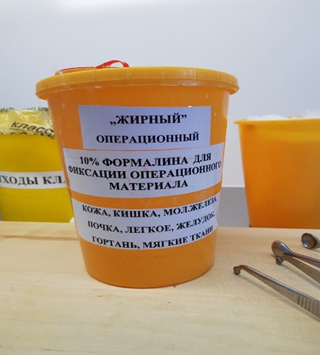 „ЖИРНЫЙ”
ОПЕРАЦИОННЫЙ
10% ФОРМАЛИНА ДЛЯ
ФИКСАЦИИ ОПЕРАЦИОННОГО
МАТЕРИАЛА
КОЖА, КИШКА, МОЛ.ЖЕЛЕЗА,
ПОЧКА, ЛЕГКОЕ, ЖЕЛУДОК,
ГОРТАНЬ, МЯГКИЕ ТКАНИ
КЛАСС
ТХОДЫ КЛ.